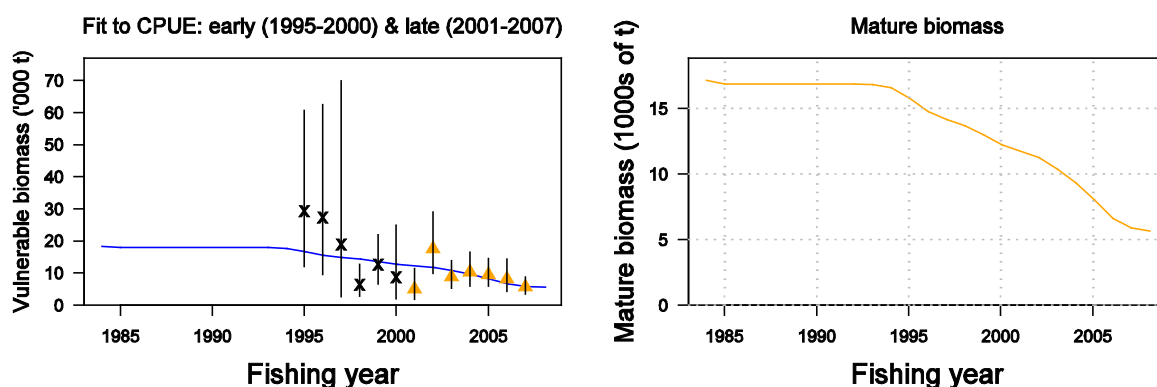 Fit to CPUE: early (1995-2000) & late (2001-2007)
Vulnerable biomass ('000 t)
70
60
50
40
30
20
10
0
1985 1990 1995 2000 2005
Fishing year
Mature biomass
Mature biomass (1000s of t)
15
10
5
0
1985 1990 1995 2000 2005
Fishing year